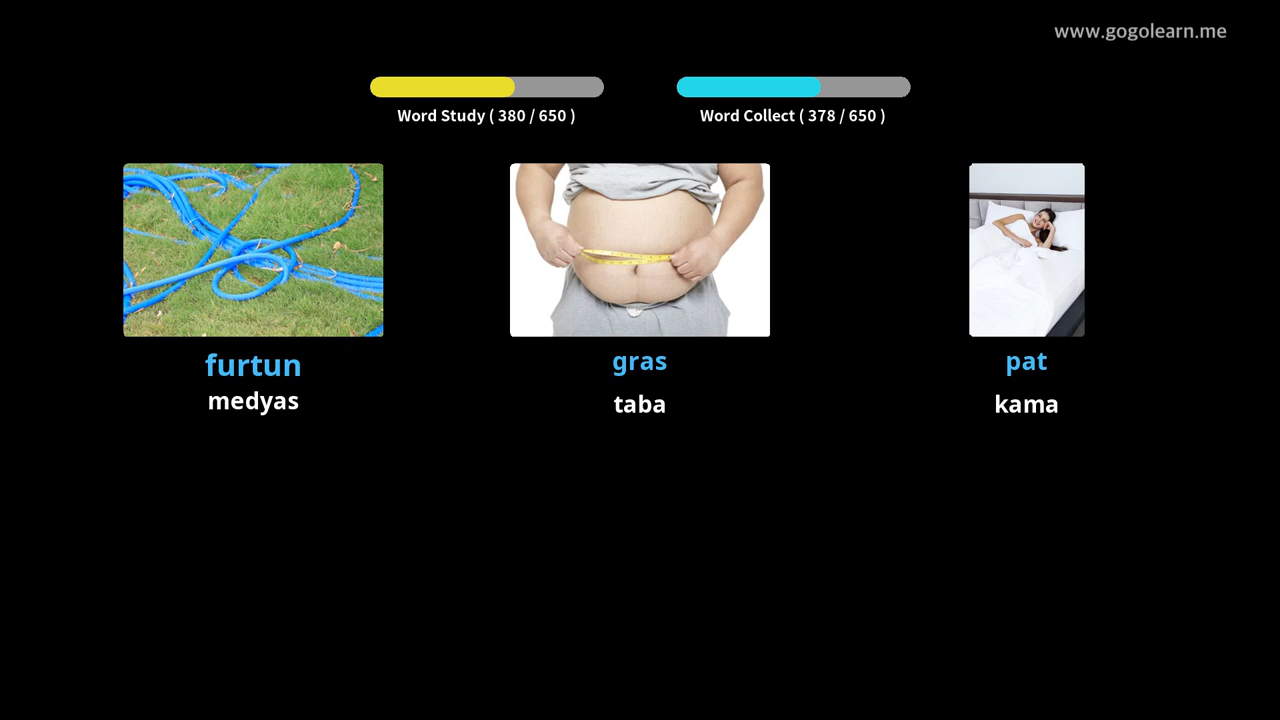 www.gogolearn.me
Word Study ( 380 / 650 )
Word Collect ( 378 / 650 )
furtun
medyas
gras
taba
pat
kama